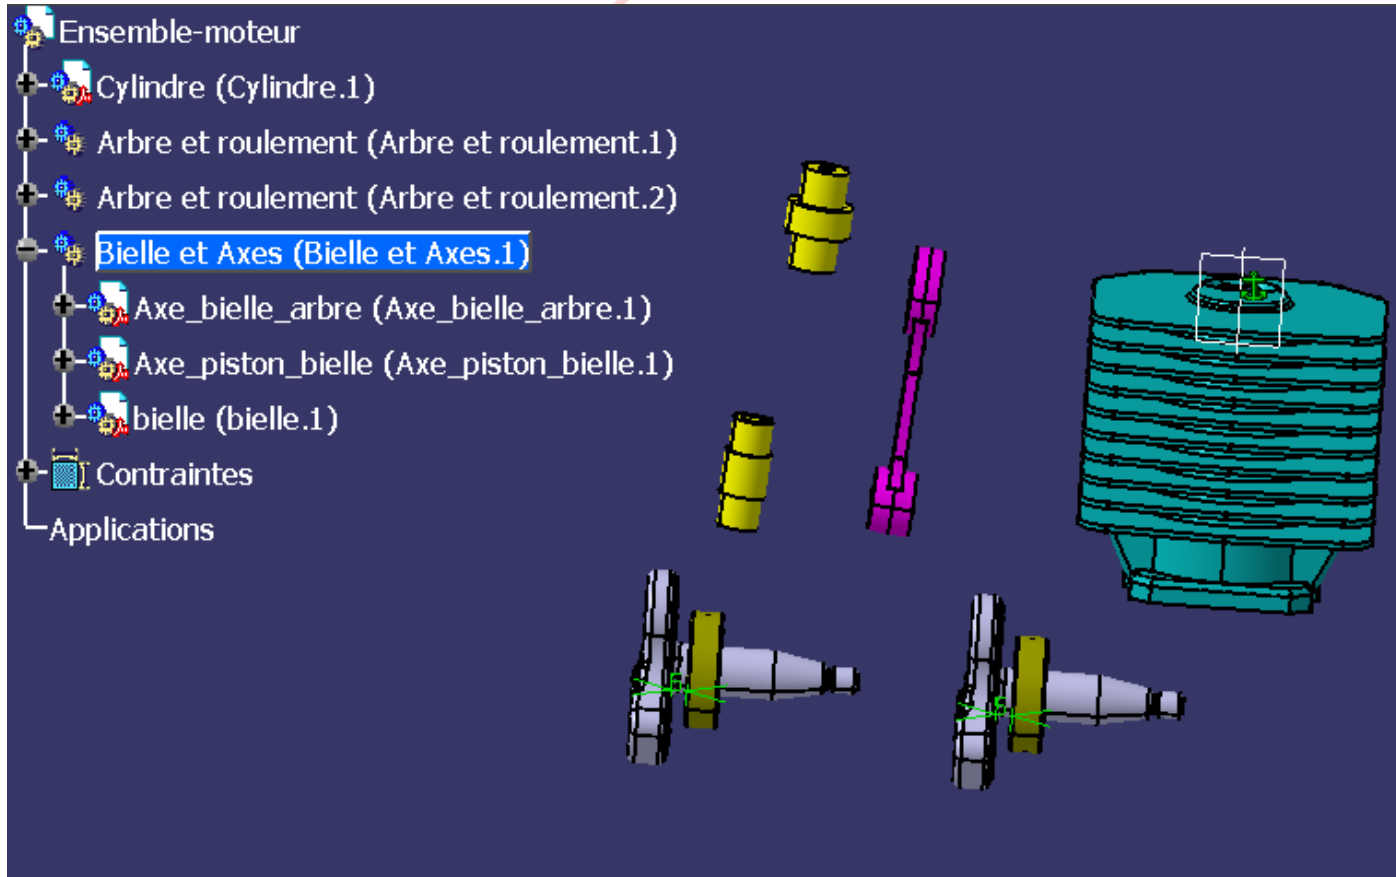 Ensemble-moteur
Cylindre (Cylindre.1)
Arbre et roulement (Arbre et roulement.1)
Arbre et roulement (Arbre et roulement.2)
Bielle et Axes (Bielle et Axes.1)
Axe_bielle_arbre (Axe_bielle_arbre.1)
Axe_piston_bielle (Axe_piston_bielle.1)
bielle (bielle.1)
Contraintes
Applications